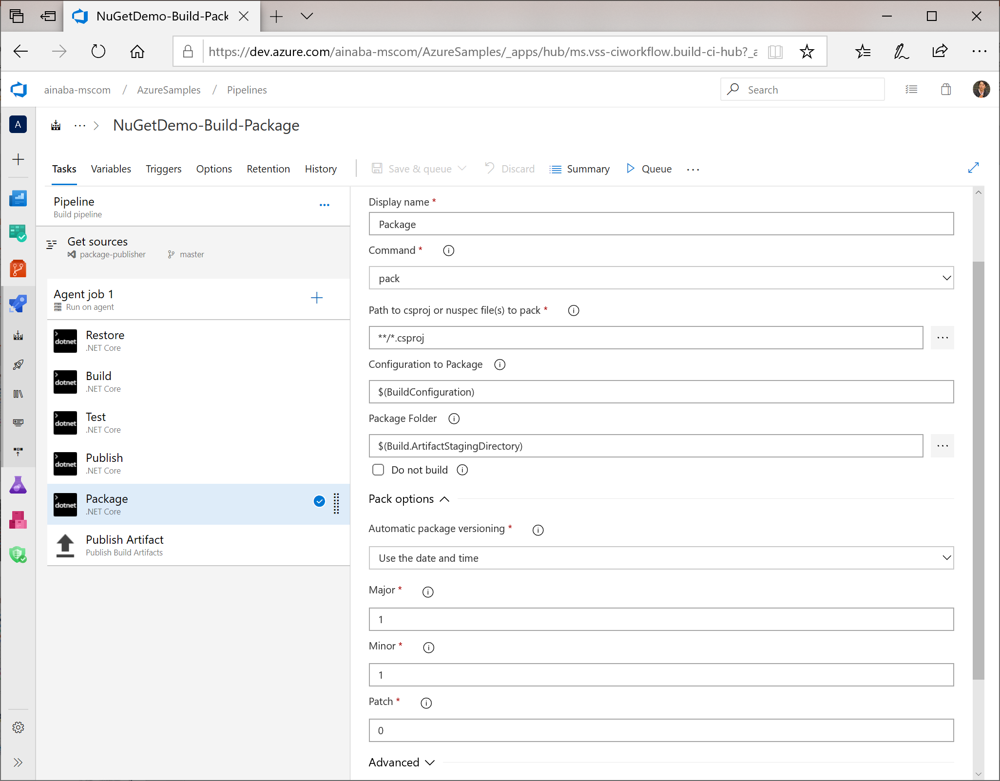 NuGetDemo-Build-Pack
https://dev.azure.com/ainaba-mscom/AzureSamples/_apps/hub/ms.vss-ciworkflow.build-ci-hub?_a
ainaba-mscom / AzureSamples / Pipelines
Search
A
NuGetDemo-Build-Package
Tasks Variables Triggers Options Retention History Save & queue Discard Summary Queue
Pipeline
Build pipeline
Get sources
package-publisher master
Agent job 1
Run on agent
dotnet
Restore
.NET Core
dotnet
Build
.NET Core
dotnet
Test
.NET Core
dotnet
Publish
.NET Core
dotnet
Package
.NET Core
Publish Artifact
Publish Build Artifacts
Display name *
Package
Command *
pack
Path to csproj or nuspec file(s) to pack *
**/*.csproj
Configuration to Package
$(BuildConfiguration)
Package Folder
$(Build.ArtifactStagingDirectory)
Do not build
Pack options
Automatic package versioning *
Use the date and time
Major *
1
Minor *
1
Patch *
0
Advanced